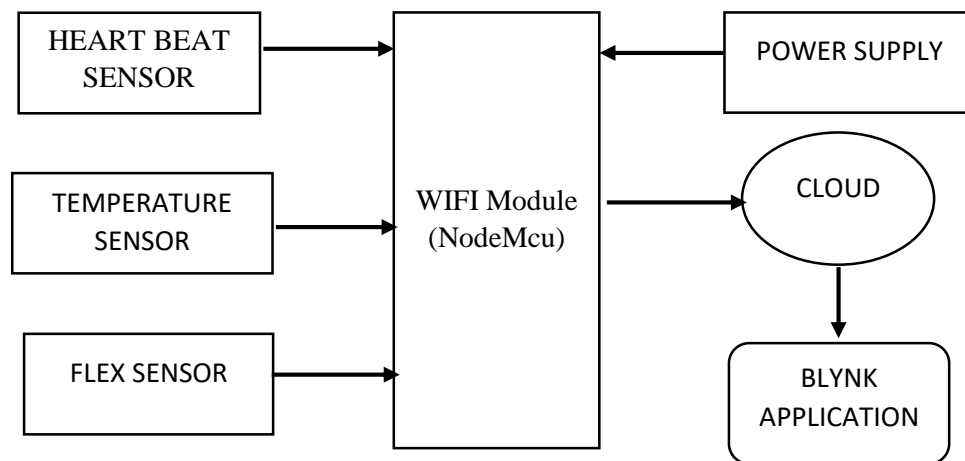 HEART BEAT
SENSOR
POWER SUPPLY
TEMPERATURE
SENSOR
WIFI Module
(NodeMcu)
CLOUD
FLEX SENSOR
BLYNK
APPLICATION